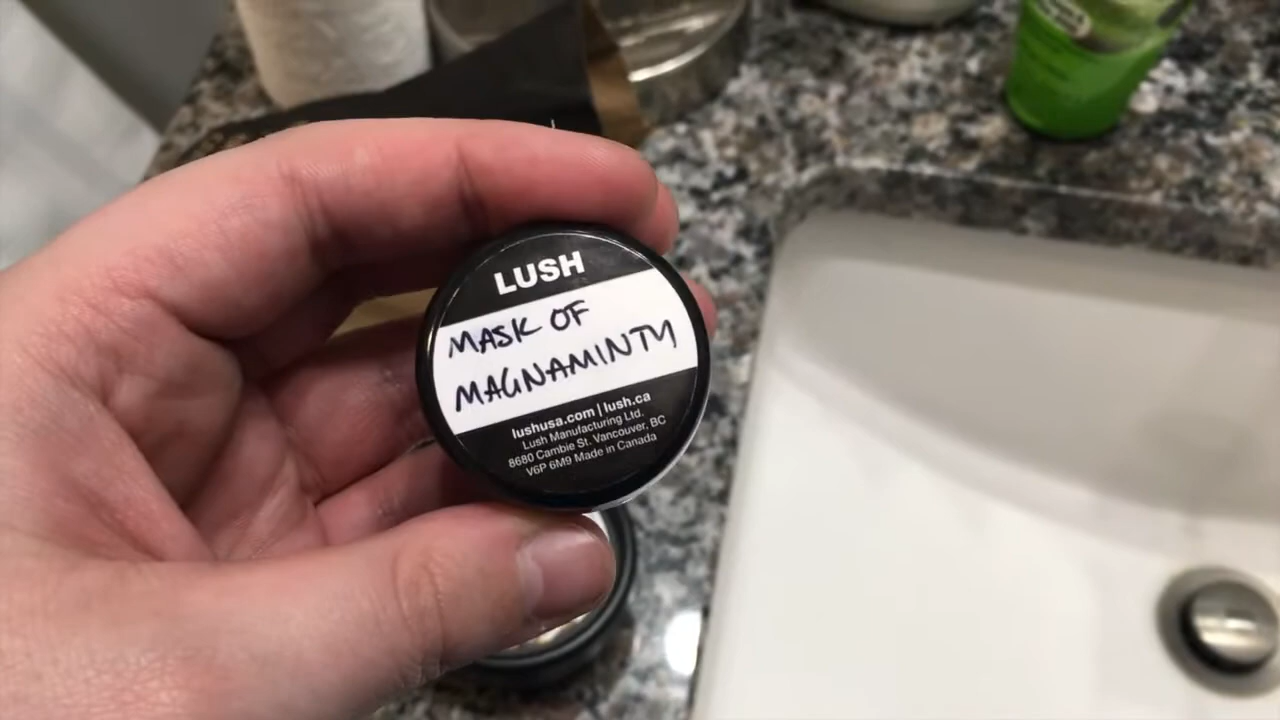 LUSH
MASK OF
MAGNAMINTY
lushusa.com | lush.ca
Lush Manufacturing Ltd.
8680 Cambie St. Vancouver, BC
V6P 6M9 Made in Canada